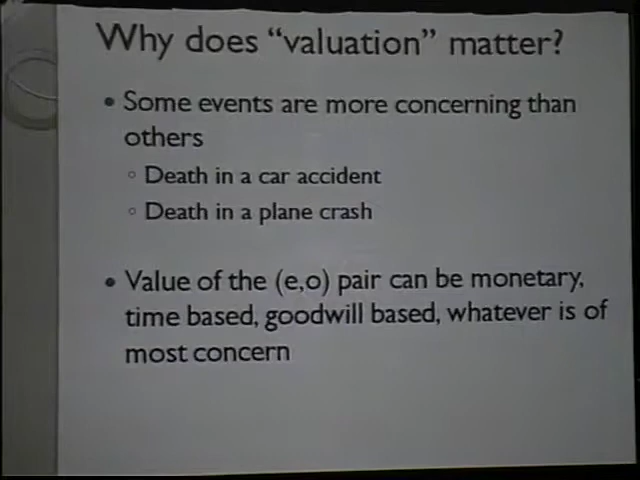 Why does “valuation” matter?
• Some events are more concerning than
others
◦ Death in a car accident
◦ Death in a plane crash
• Value of the (e,o) pair can be monetary,
time based, goodwill based, whatever is of
most concern